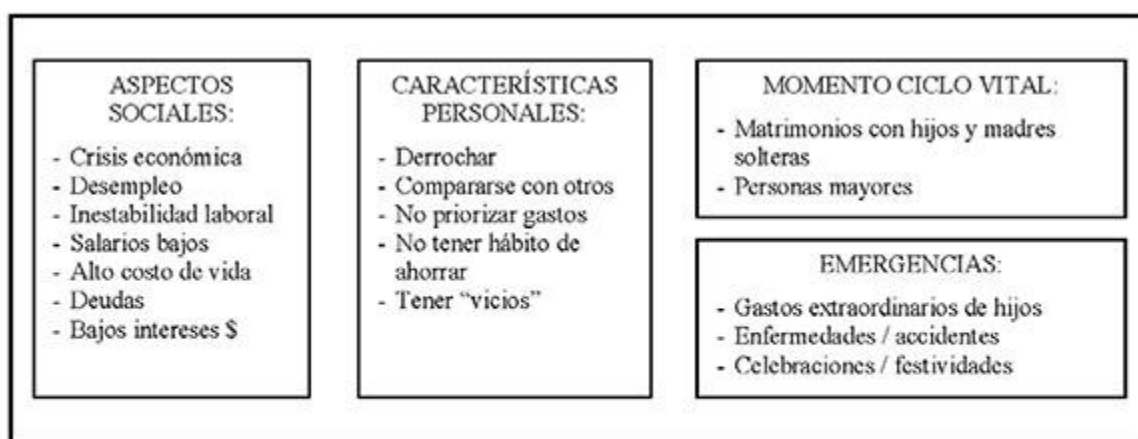 ASPECTOS
SOCIALES:
- Crisis económica
- Desempleo
- Inestabilidad laboral
- Salarios bajos
- Alto costo de vida
- Deudas
- Bajos intereses $
CARACTERÍSTICAS
PERSONALES:
- Derrochar
- Compararse con otros
- No priorizar gastos
- No tener hábito de
ahorrar
- Tener “vicios”
MOMENTO CICLO VITAL:
- Matrimonios con hijos y madres
solteras
- Personas mayores
EMERGENCIAS:
- Gastos extraordinarios de hijos
- Enfermedades / accidentes
- Celebraciones / festividades